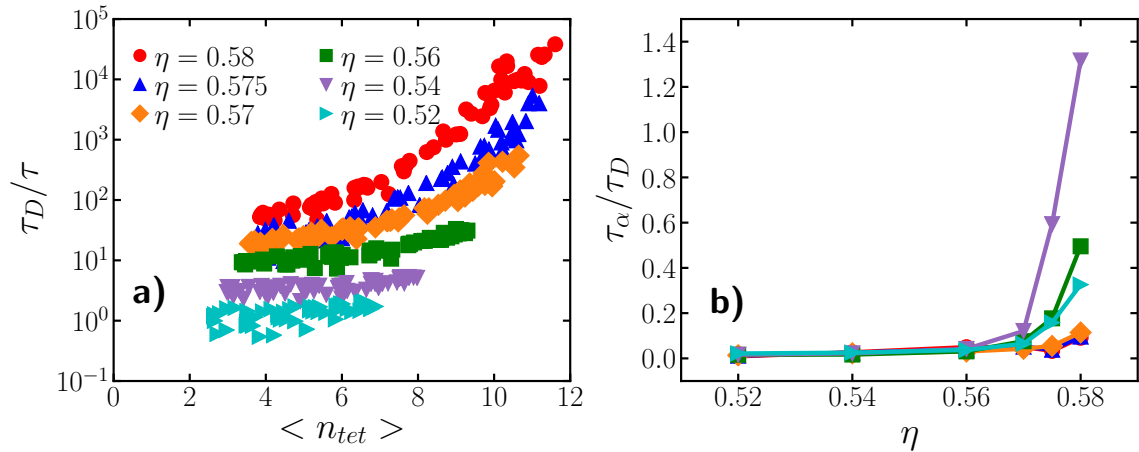 10^5
10^4
10^3
10^2
10^1
10^0
10^{-1}
τ_D/τ
η = 0.58
η = 0.575
η = 0.57
η = 0.56
η = 0.54
η = 0.52
a)
0 2 4 6 8 10 12
< n_{tet} >
1.4
1.2
1.0
0.8
0.6
0.4
0.2
0.0
τ_α/τ_D
b)
0.52 0.54 0.56 0.58
η